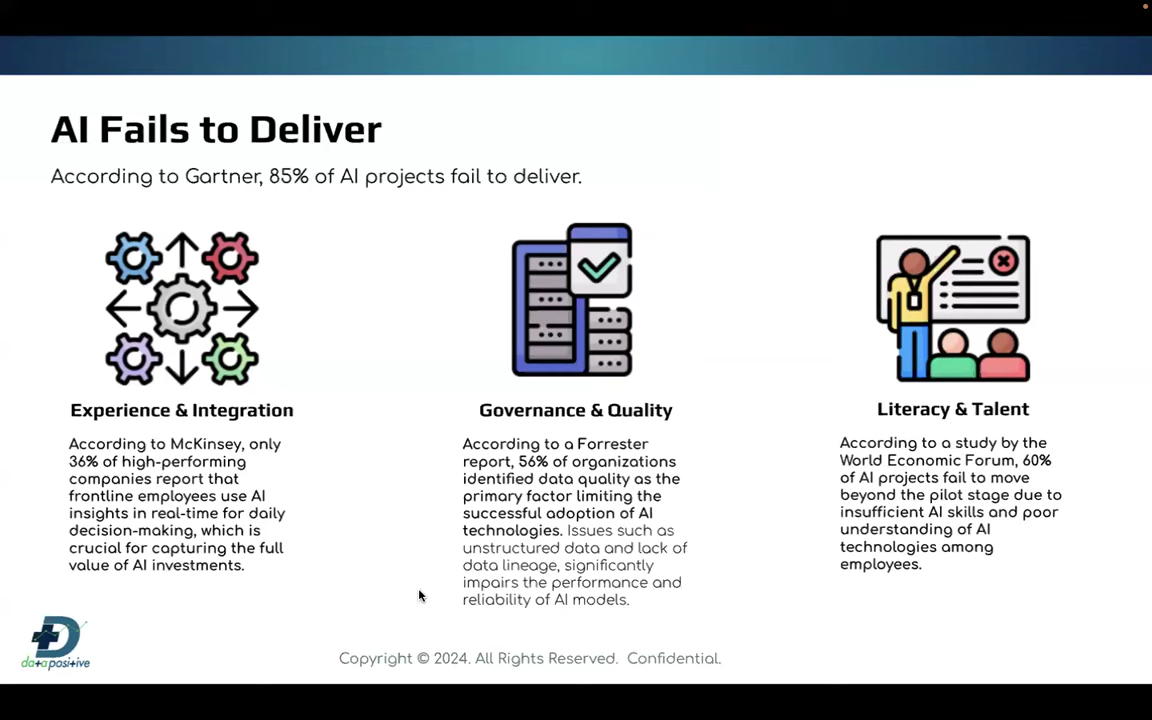 AI Fails to Deliver
According to Gartner, 85% of AI projects fail to deliver.
Experience & Integration
According to McKinsey, only
36% of high-performing
companies report that
frontline employees use AI
insights in real-time for daily
decision-making, which is
crucial for capturing the full
value of AI investments.
Governance & Quality
According to a Forrester
report, 56% of organizations
identified data quality as the
primary factor limiting the
successful adoption of AI
technologies. Issues such as
unstructured data and lack of
data lineage, significantly
impairs the performance and
reliability of AI models.
Literacy & Talent
According to a study by the
World Economic Forum, 60%
of AI projects fail to move
beyond the pilot stage due to
insufficient AI skills and poor
understanding of AI
technologies among
employees.
data positive
Copyright © 2024. All Rights Reserved. Confidential.